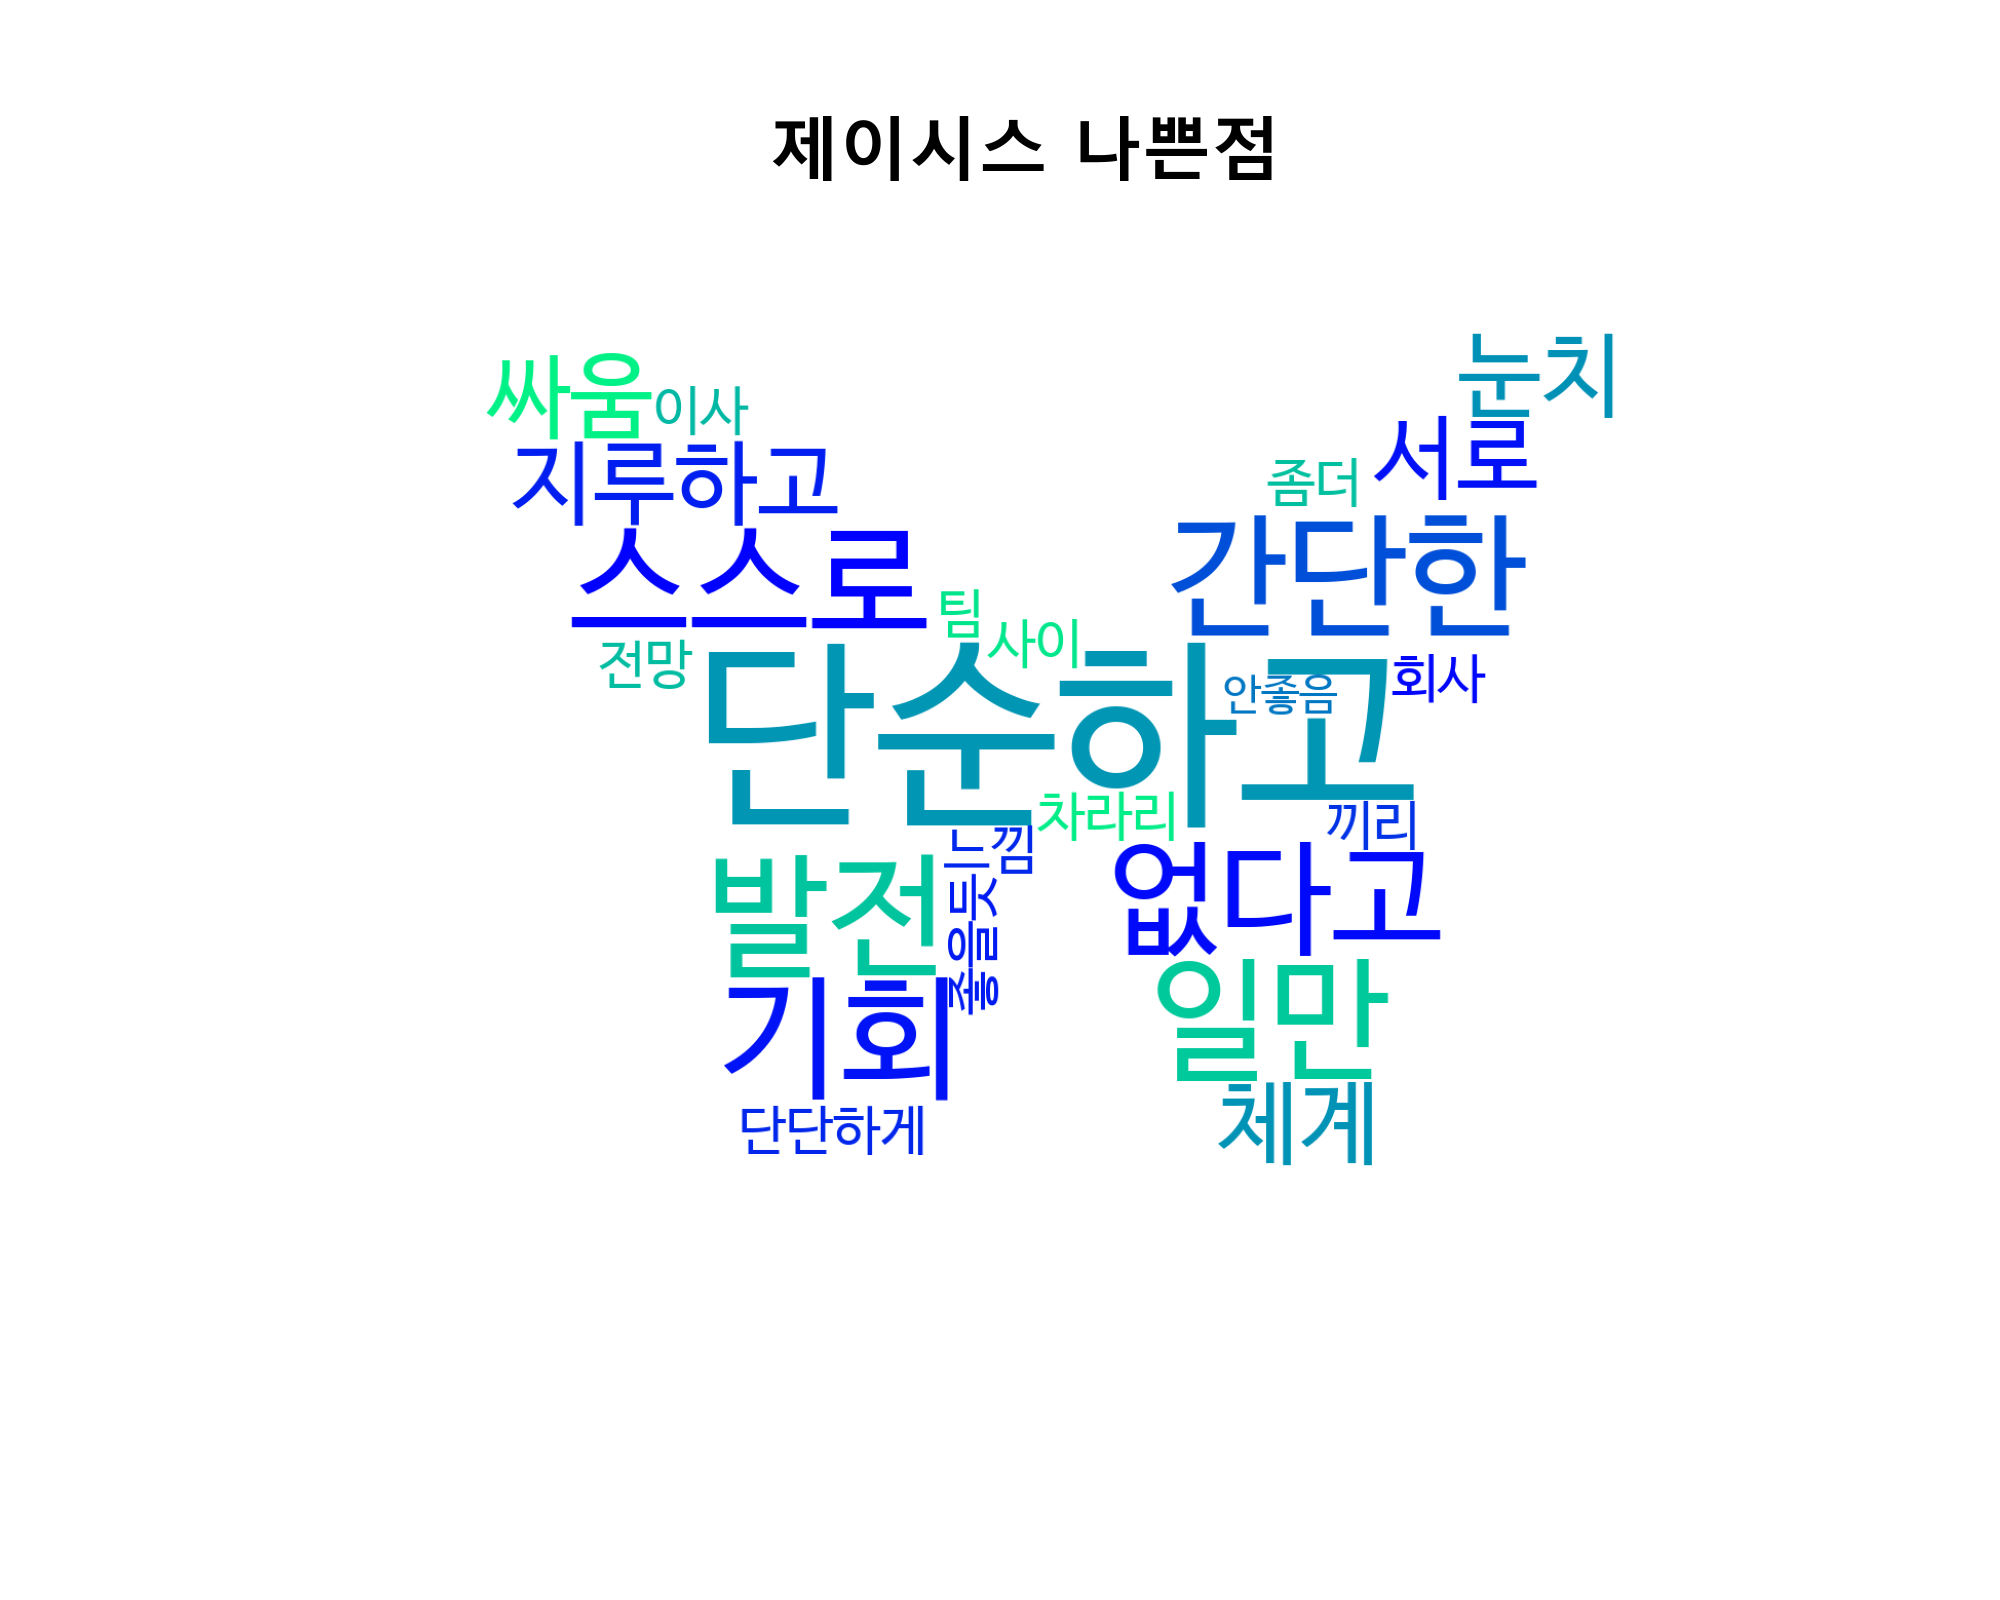 제이시스 나쁜점
눈치
싸움
이사
서로
지루하고
좀더
간단한
스스로
팀
사이
전망
단순하고
안좋음
회사
차라리
끼리
느낌
없다고
발전
좋을듯
일만
기회
체계
단단하게